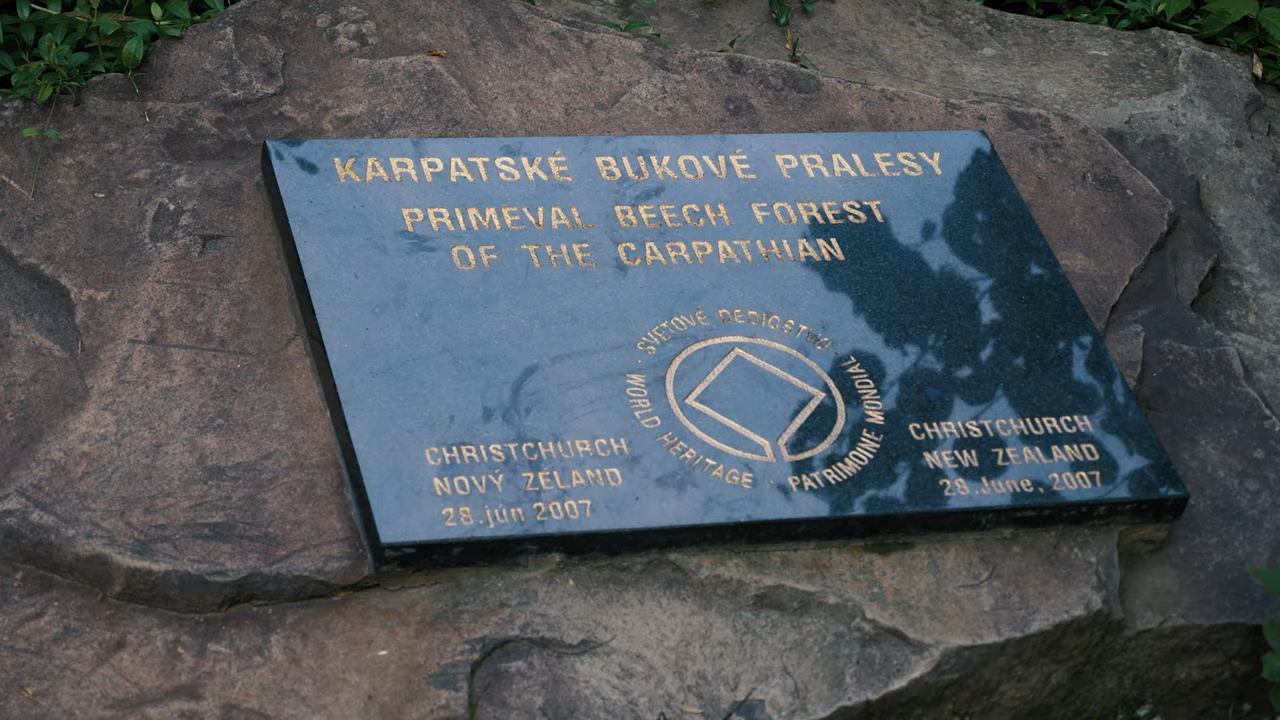 KARPATSKÉ BUKOVÉ PRALESY
PRIMEVAL BEECH FOREST
OF THE CARPATHIAN
· SVETOVÉ DEDIČSTVO ·
WORLD HERITAGE · PATRIMOINE MONDIAL
CHRISTCHURCH
NOVÝ ZÉLAND
28.jún 2007
CHRISTCHURCH
NEW ZEALAND
28.June, 2007